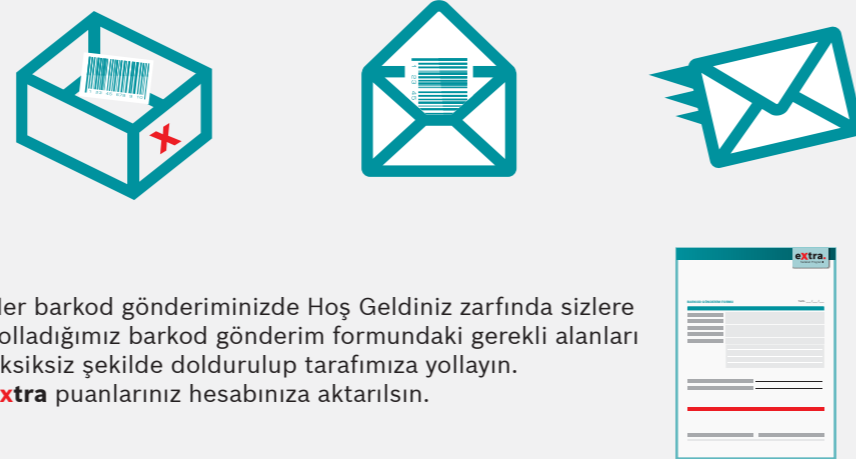 extra.
er barkod gönderiminizde Hoş Geldiniz zarfında sizlere
olladığımız barkod gönderim formundaki gerekli alanları
ksiksiz şekilde doldurulup tarafımıza yollayın.
xtra puanlarınız hesabınıza aktarılsın.